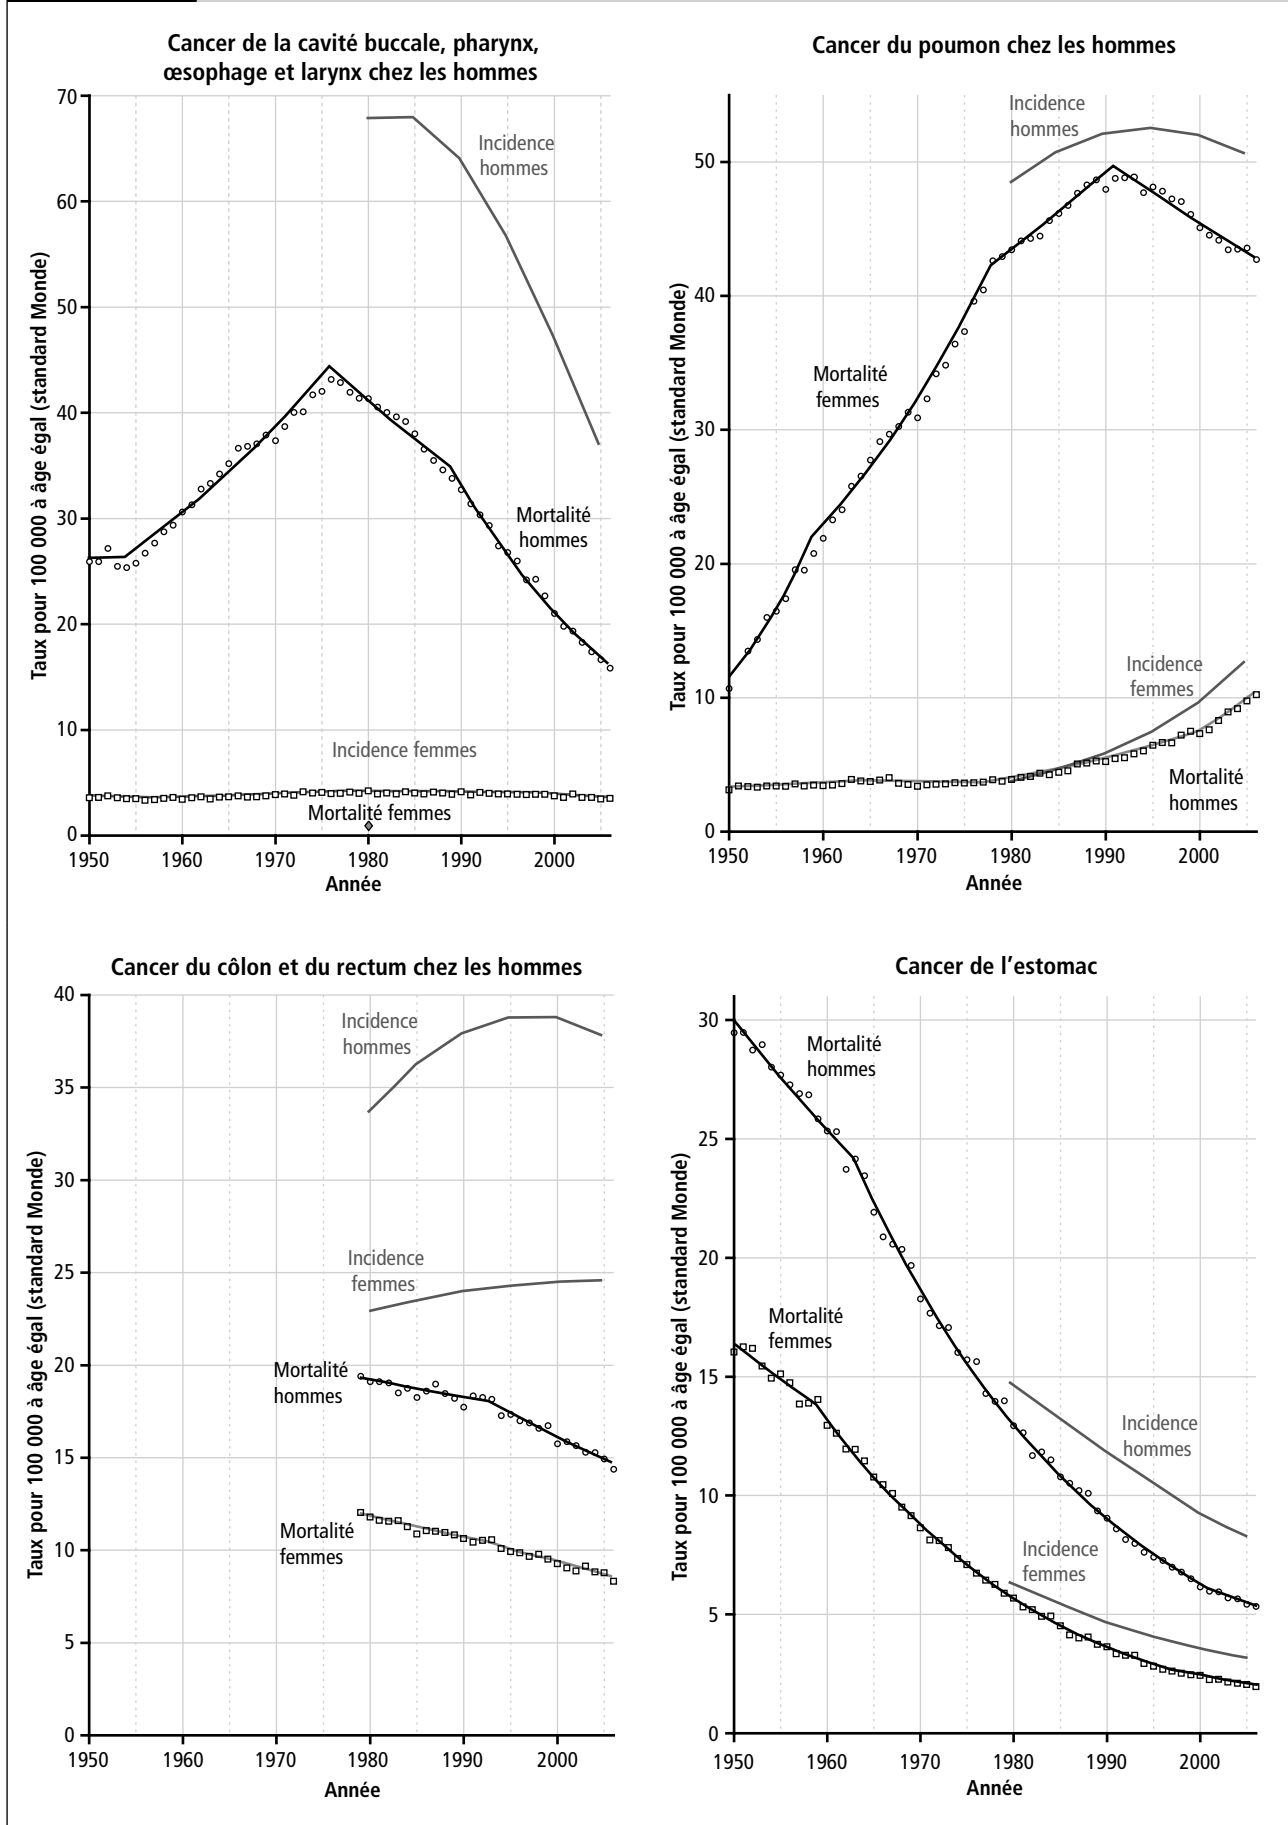 Cancer de la cavité buccale, pharynx,
œsophage et larynx chez les hommes
70
60
50
40
30
20
10
0
Taux pour 100 000 à âge égal (standard Monde)
Incidence
hommes
Mortalité
hommes
Incidence femmes
Mortalité femmes
1950
1960
1970
1980
1990
2000
Année
Cancer du poumon chez les hommes
50
40
30
20
10
0
Taux pour 100 000 à âge égal (standard Monde)
Incidence
hommes
Mortalité
femmes
Incidence
femmes
Mortalité
hommes
1950
1960
1970
1980
1990
2000
Année
Cancer du côlon et du rectum chez les hommes
40
35
30
25
20
15
10
5
0
Taux pour 100 000 à âge égal (standard Monde)
Incidence
hommes
Incidence
femmes
Mortalité
hommes
Mortalité
femmes
1950
1960
1970
1980
1990
2000
Année
Cancer de l'estomac
30
25
20
15
10
5
0
Taux pour 100 000 à âge égal (standard Monde)
Mortalité
hommes
Mortalité
femmes
Incidence
hommes
Incidence
femmes
1950
1960
1970
1980
1990
2000
Année